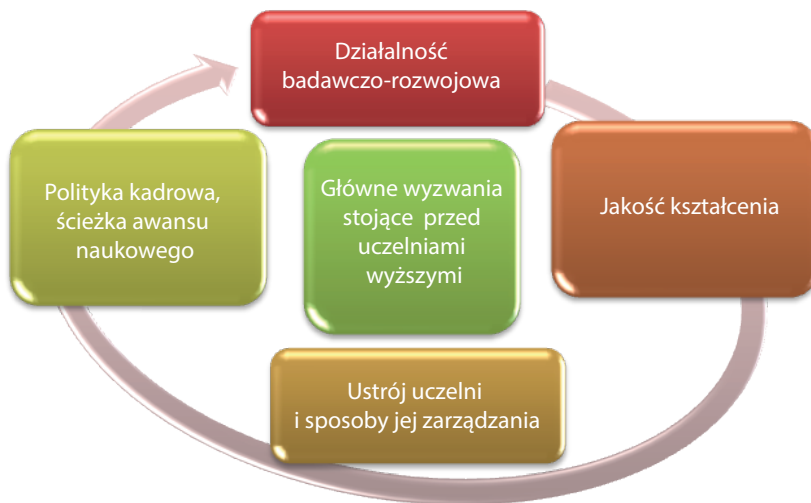 Działalność
badawczo-rozwojowa
Polityka kadrowa,
ścieżka awansu
naukowego
Główne wyzwania
stojące przed
uczelniami
wyższymi
Jakość kształcenia
Ustrój uczelni
i sposoby jej zarządzania